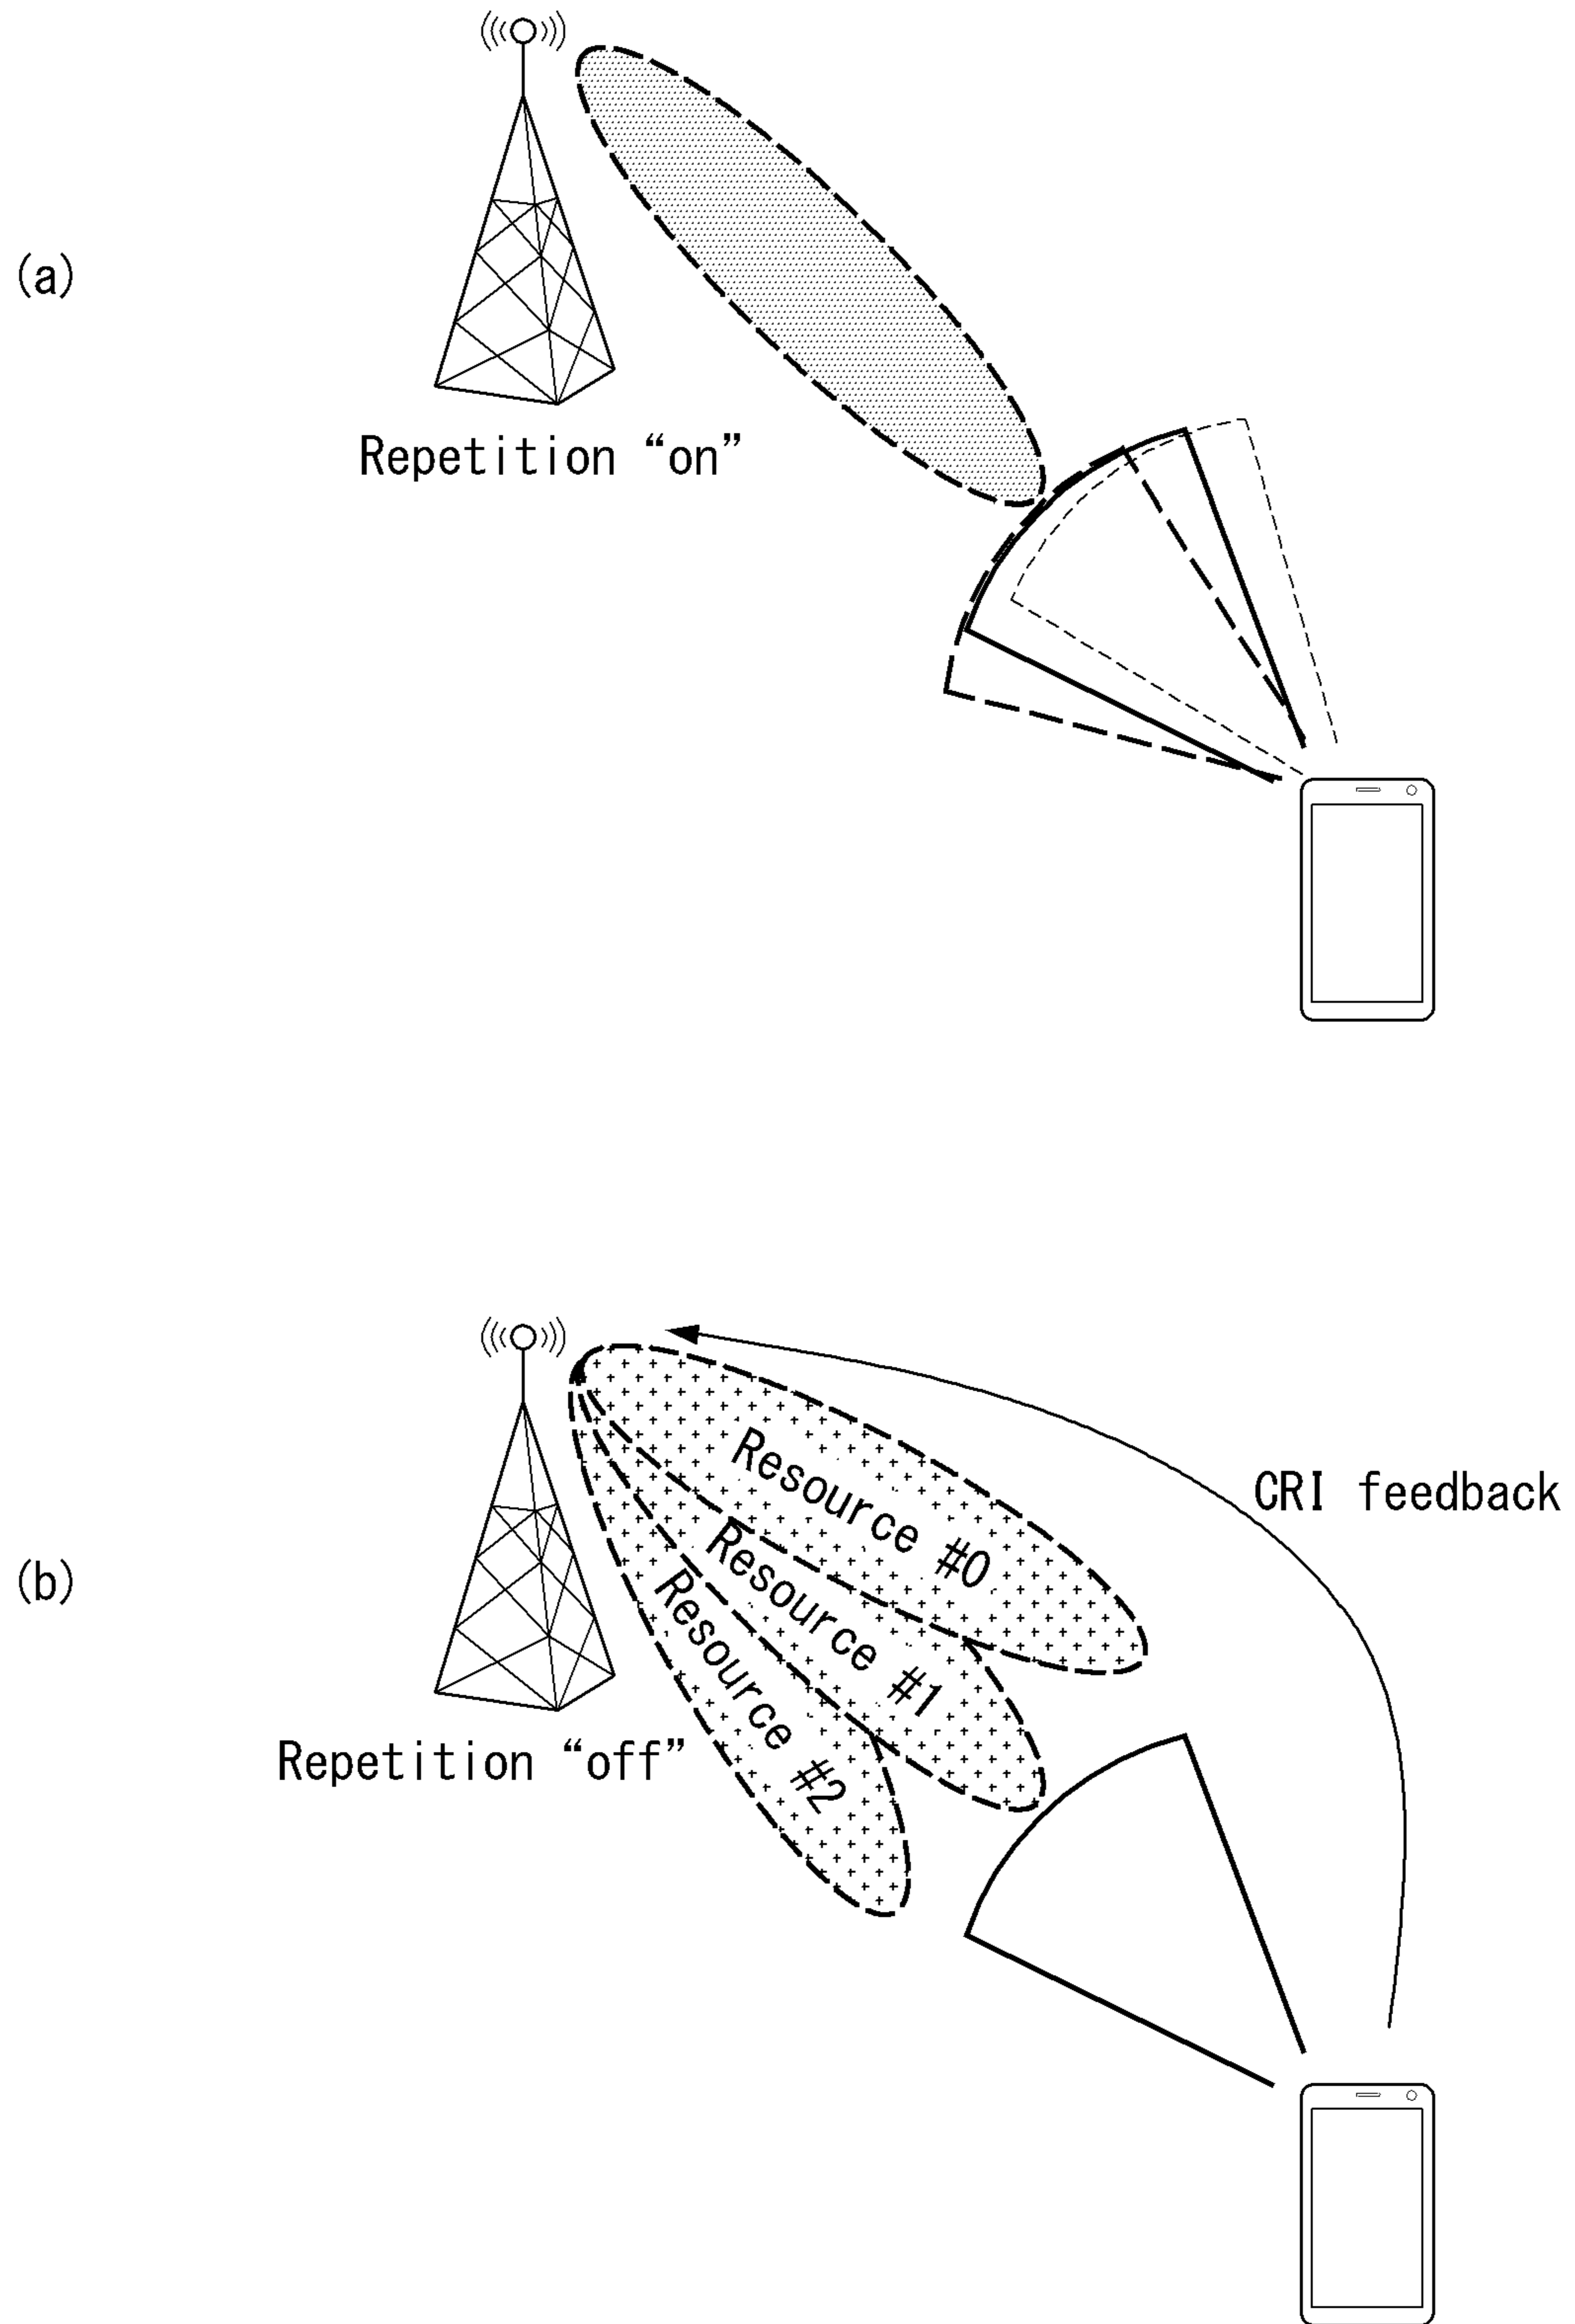 (a)
Repetition “on”
CRI feedback
Resource #0
Resource #1
(b)
Resource #2
Repetition “off”